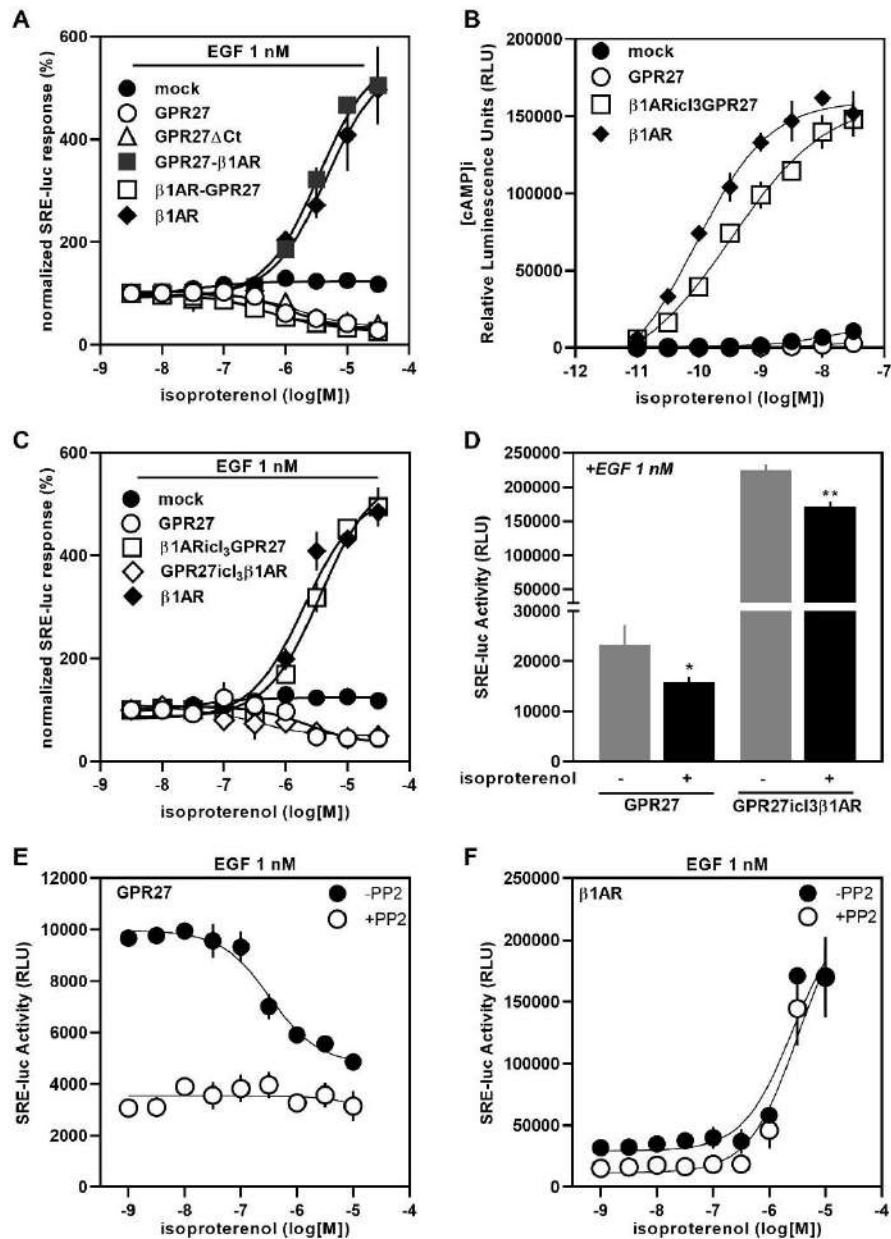 A
EGF 1 nM
mock
GPR27
GPR27ΔCt
GPR27-β1AR
β1AR-GPR27
β1AR
normalized SRE-luc response (%)
600
400
200
0
-9 -8 -7 -6 -5 -4
isoproterenol (log[M])
B
mock
GPR27
β1ARicl3GPR27
β1AR
[cAMP]i
Relative Luminescence Units (RLU)
200000
150000
100000
50000
0
-12 -11 -10 -9 -8 -7
isoproterenol (log[M])
C
EGF 1 nM
mock
GPR27
β1ARicl₃GPR27
GPR27icl₃β1AR
β1AR
normalized SRE-luc response (%)
600
400
200
0
-9 -8 -7 -6 -5 -4
isoproterenol (log[M])
D
+EGF 1 nM
SRE-luc Activity (RLU)
250000
200000
150000
100000
50000
30000
20000
10000
0
*
**
isoproterenol - + - +
GPR27 GPR27icl3β1AR
E
EGF 1 nM
GPR27
-PP2
+PP2
SRE-luc Activity (RLU)
12000
10000
8000
6000
4000
2000
0
-9 -8 -7 -6 -5 -4
isoproterenol (log[M])
F
EGF 1 nM
β1AR
-PP2
+PP2
SRE-luc Activity (RLU)
250000
200000
150000
100000
50000
0
-9 -8 -7 -6 -5 -4
isoproterenol (log[M])